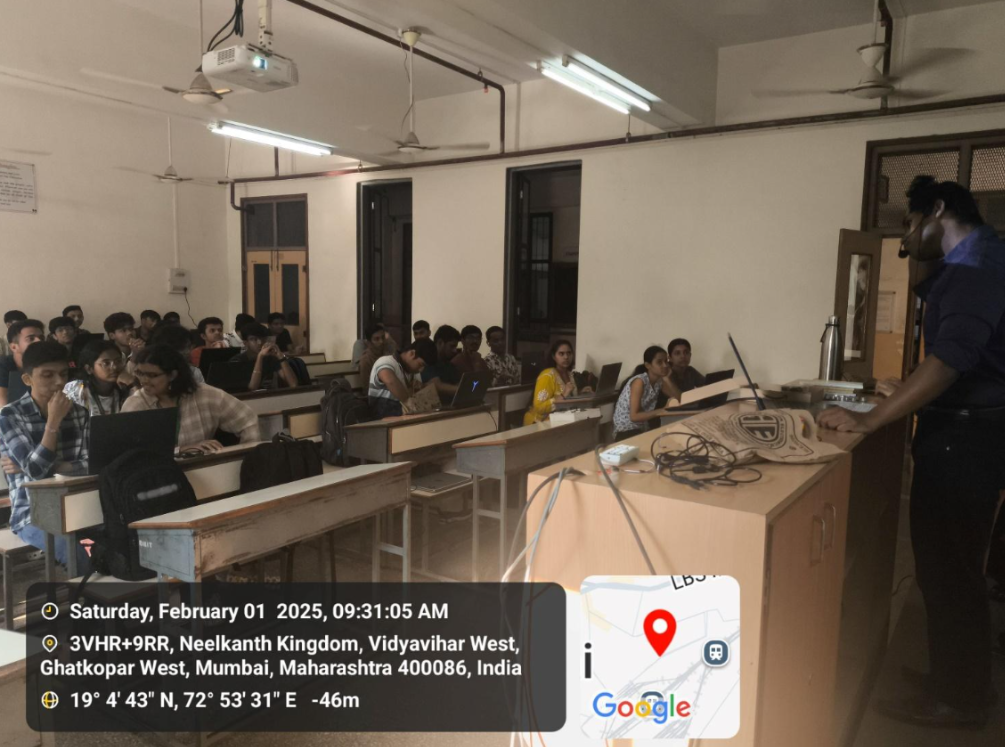 Saturday, February 01 2025, 09:31:05 AM
3VHR+9RR, Neelkanth Kingdom, Vidyavihar West,
Ghatkopar West, Mumbai, Maharashtra 400086, India
19° 4' 43" N, 72° 53' 31" E -46m
Google